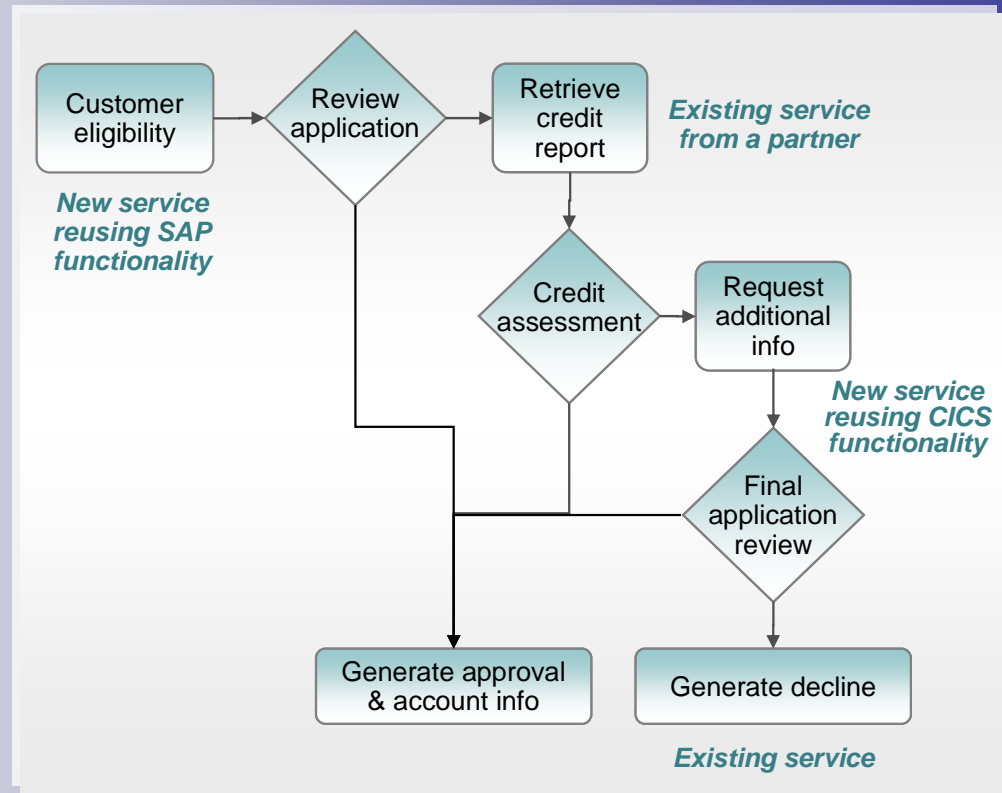 Customer
eligibility
Review
application
Retrieve
credit
report
Existing service
from a partner
New service
reusing SAP
functionality
Credit
assessment
Request
additional
info
New service
reusing CICS
functionality
Final
application
review
Generate approval
& account info
Generate decline
Existing service